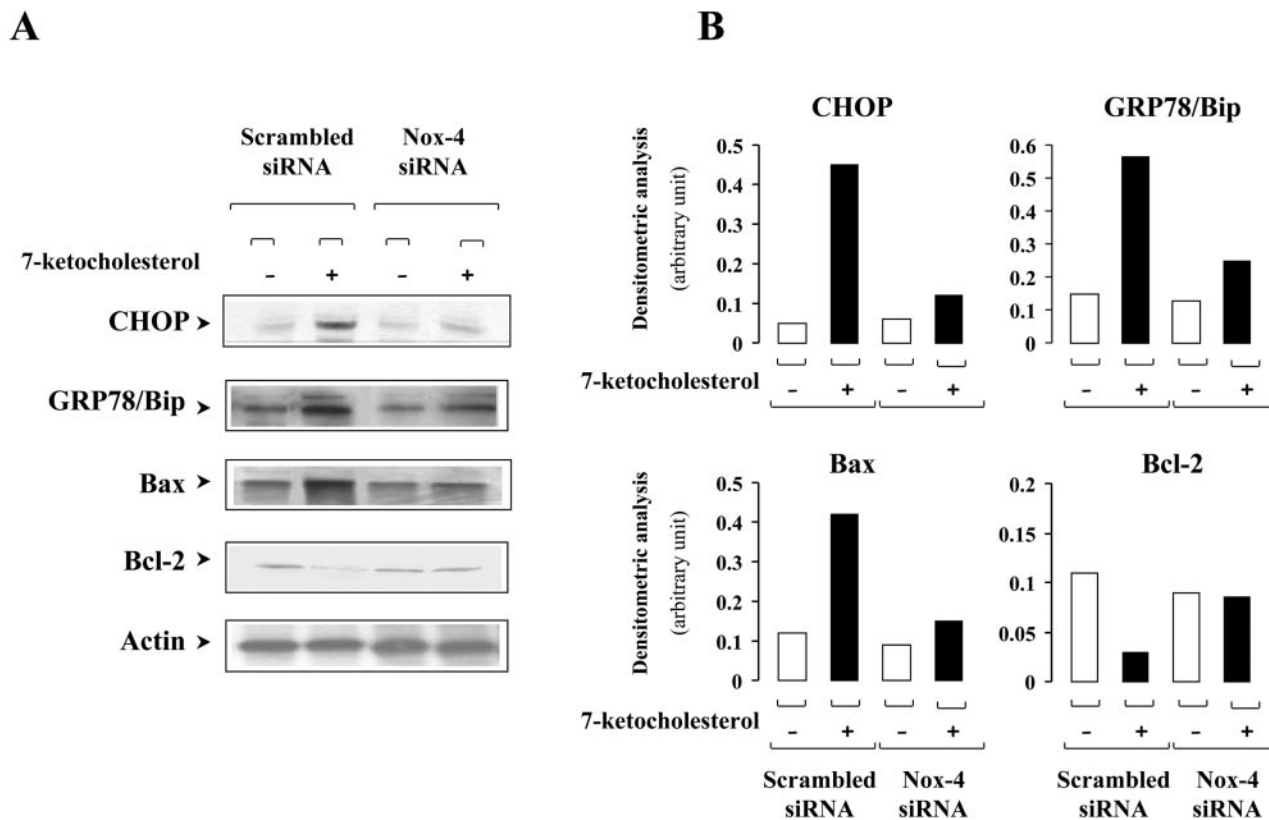 A
Scrambled siRNA
Nox-4 siRNA
7-ketocholesterol
- + - +
CHOP
GRP78/Bip
Bax
Bcl-2
Actin
B
CHOP
Densitometric analysis
(arbitrary unit)
0.5
0.4
0.3
0.2
0.1
0
7-ketocholesterol
- + - +
GRP78/Bip
0.6
0.5
0.4
0.3
0.2
0.1
0
- + - +
Bax
Densitometric analysis
(arbitrary unit)
0.5
0.4
0.3
0.2
0.1
0
7-ketocholesterol
- + - +
Scrambled
siRNA
Nox-4
siRNA
Bcl-2
0.2
0.15
0.1
0.05
0
- + - +
Scrambled
siRNA
Nox-4
siRNA